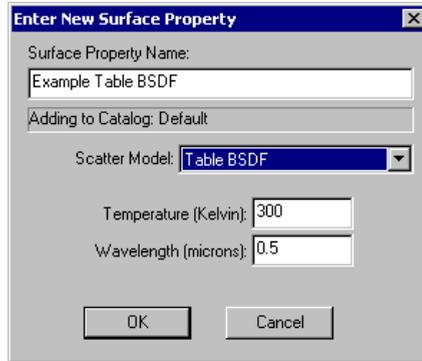 Enter New Surface Property
Surface Property Name:
Example Table BSDF
Adding to Catalog: Default
Scatter Model: Table BSDF
Temperature (Kelvin): 300
Wavelength (microns): 0.5
OK Cancel